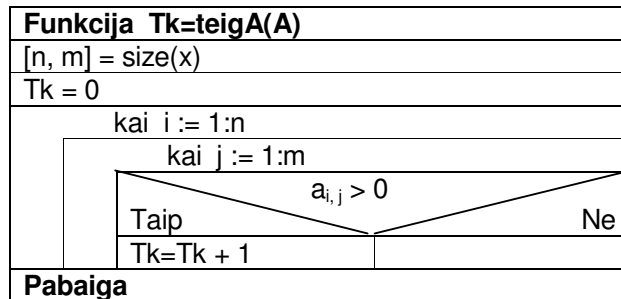 Funkcija Tk=teigA(A)
[n, m] = size(x)
Tk = 0
kai i := 1:n
kai j := 1:m
a_{i, j} > 0
Taip Ne
Tk=Tk + 1
Pabaiga